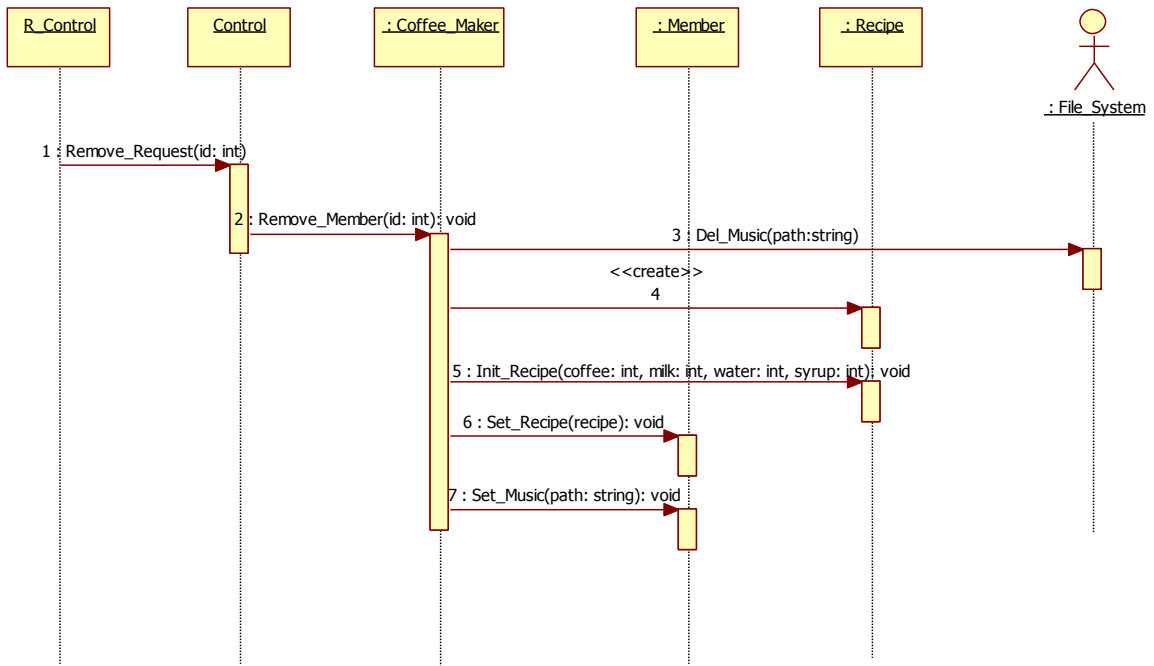 R_Control
Control
: Coffee_Maker
: Member
: Recipe
: File_System
1 : Remove_Request(id: int)
2 : Remove_Member(id: int): void
3 : Del_Music(path:string)
<<create>>
4
5 : Init_Recipe(coffee: int, milk: int, water: int, syrup: int): void
6 : Set_Recipe(recipe): void
7 : Set_Music(path: string): void